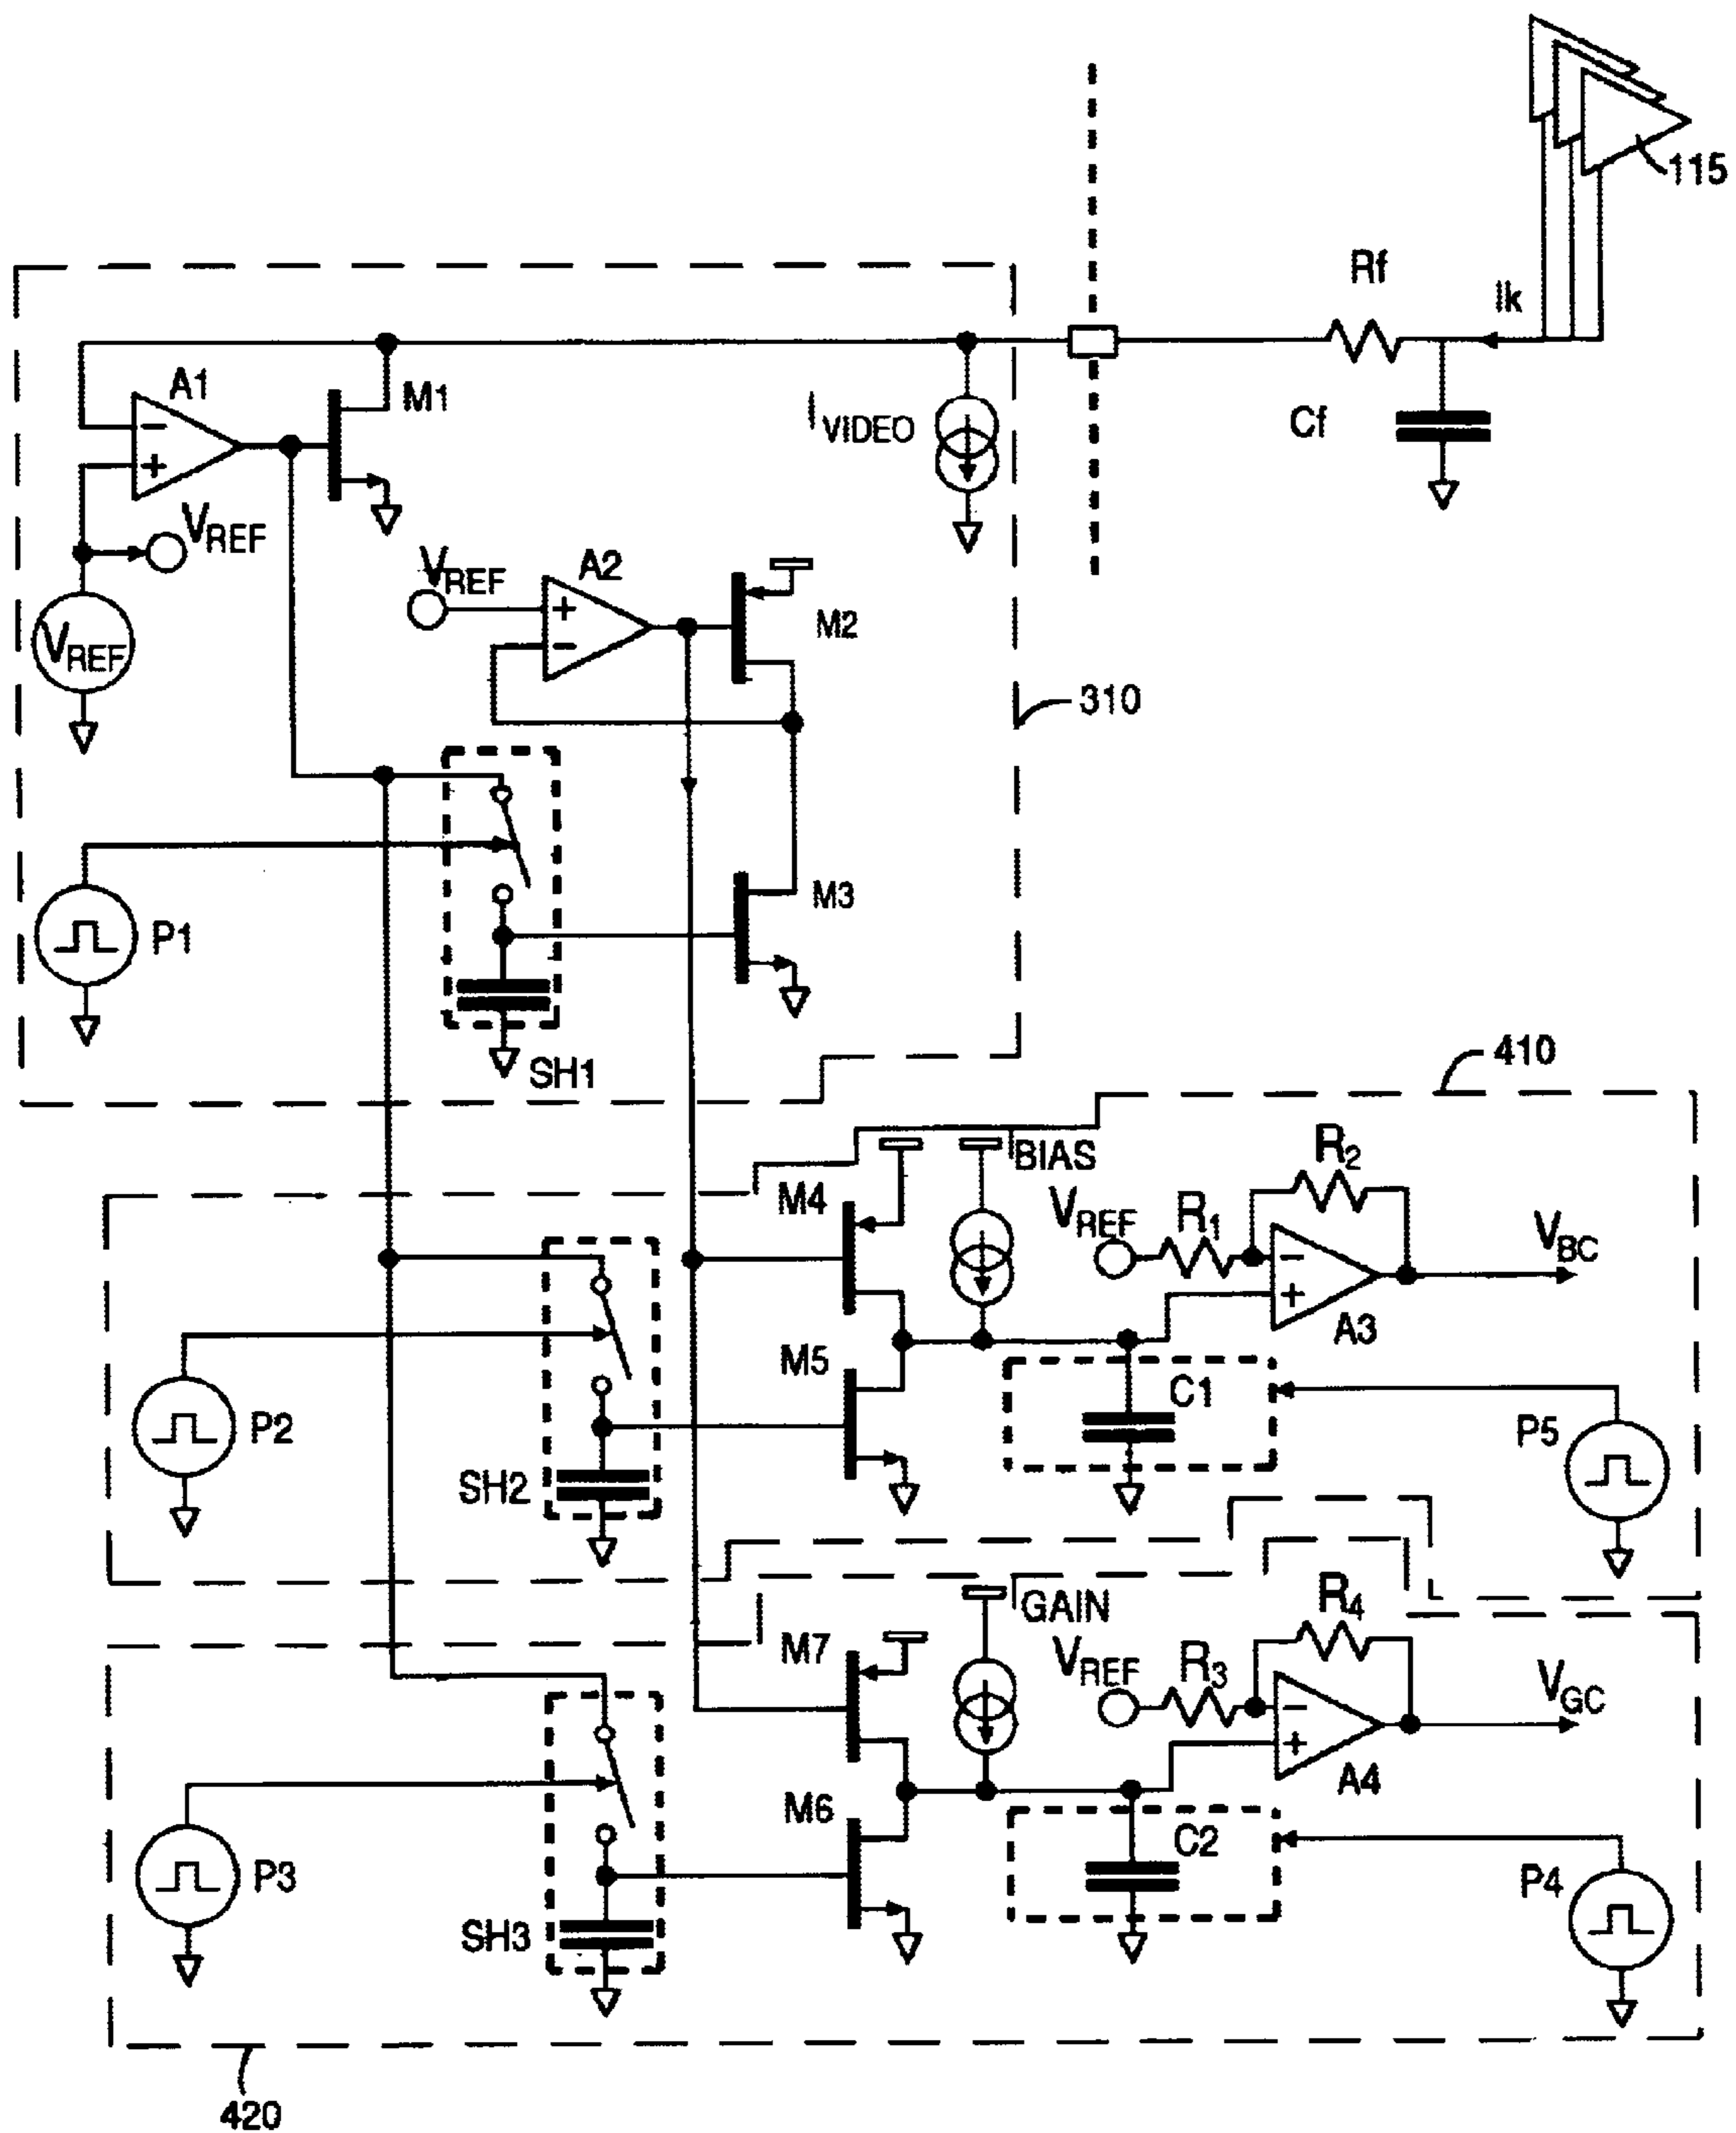 115
Rf
Ik
Cf
A1
M1
I VIDEO
VREF
VREF
VREF
A2
M2
310
P1
M3
SH1
410
IBIAS
M4
VREF
R1
R2
VBC
A3
M5
C1
P2
P5
SH2
IGAIN
M7
VREF
R3
R4
VGC
A4
M6
C2
P3
P4
SH3
420